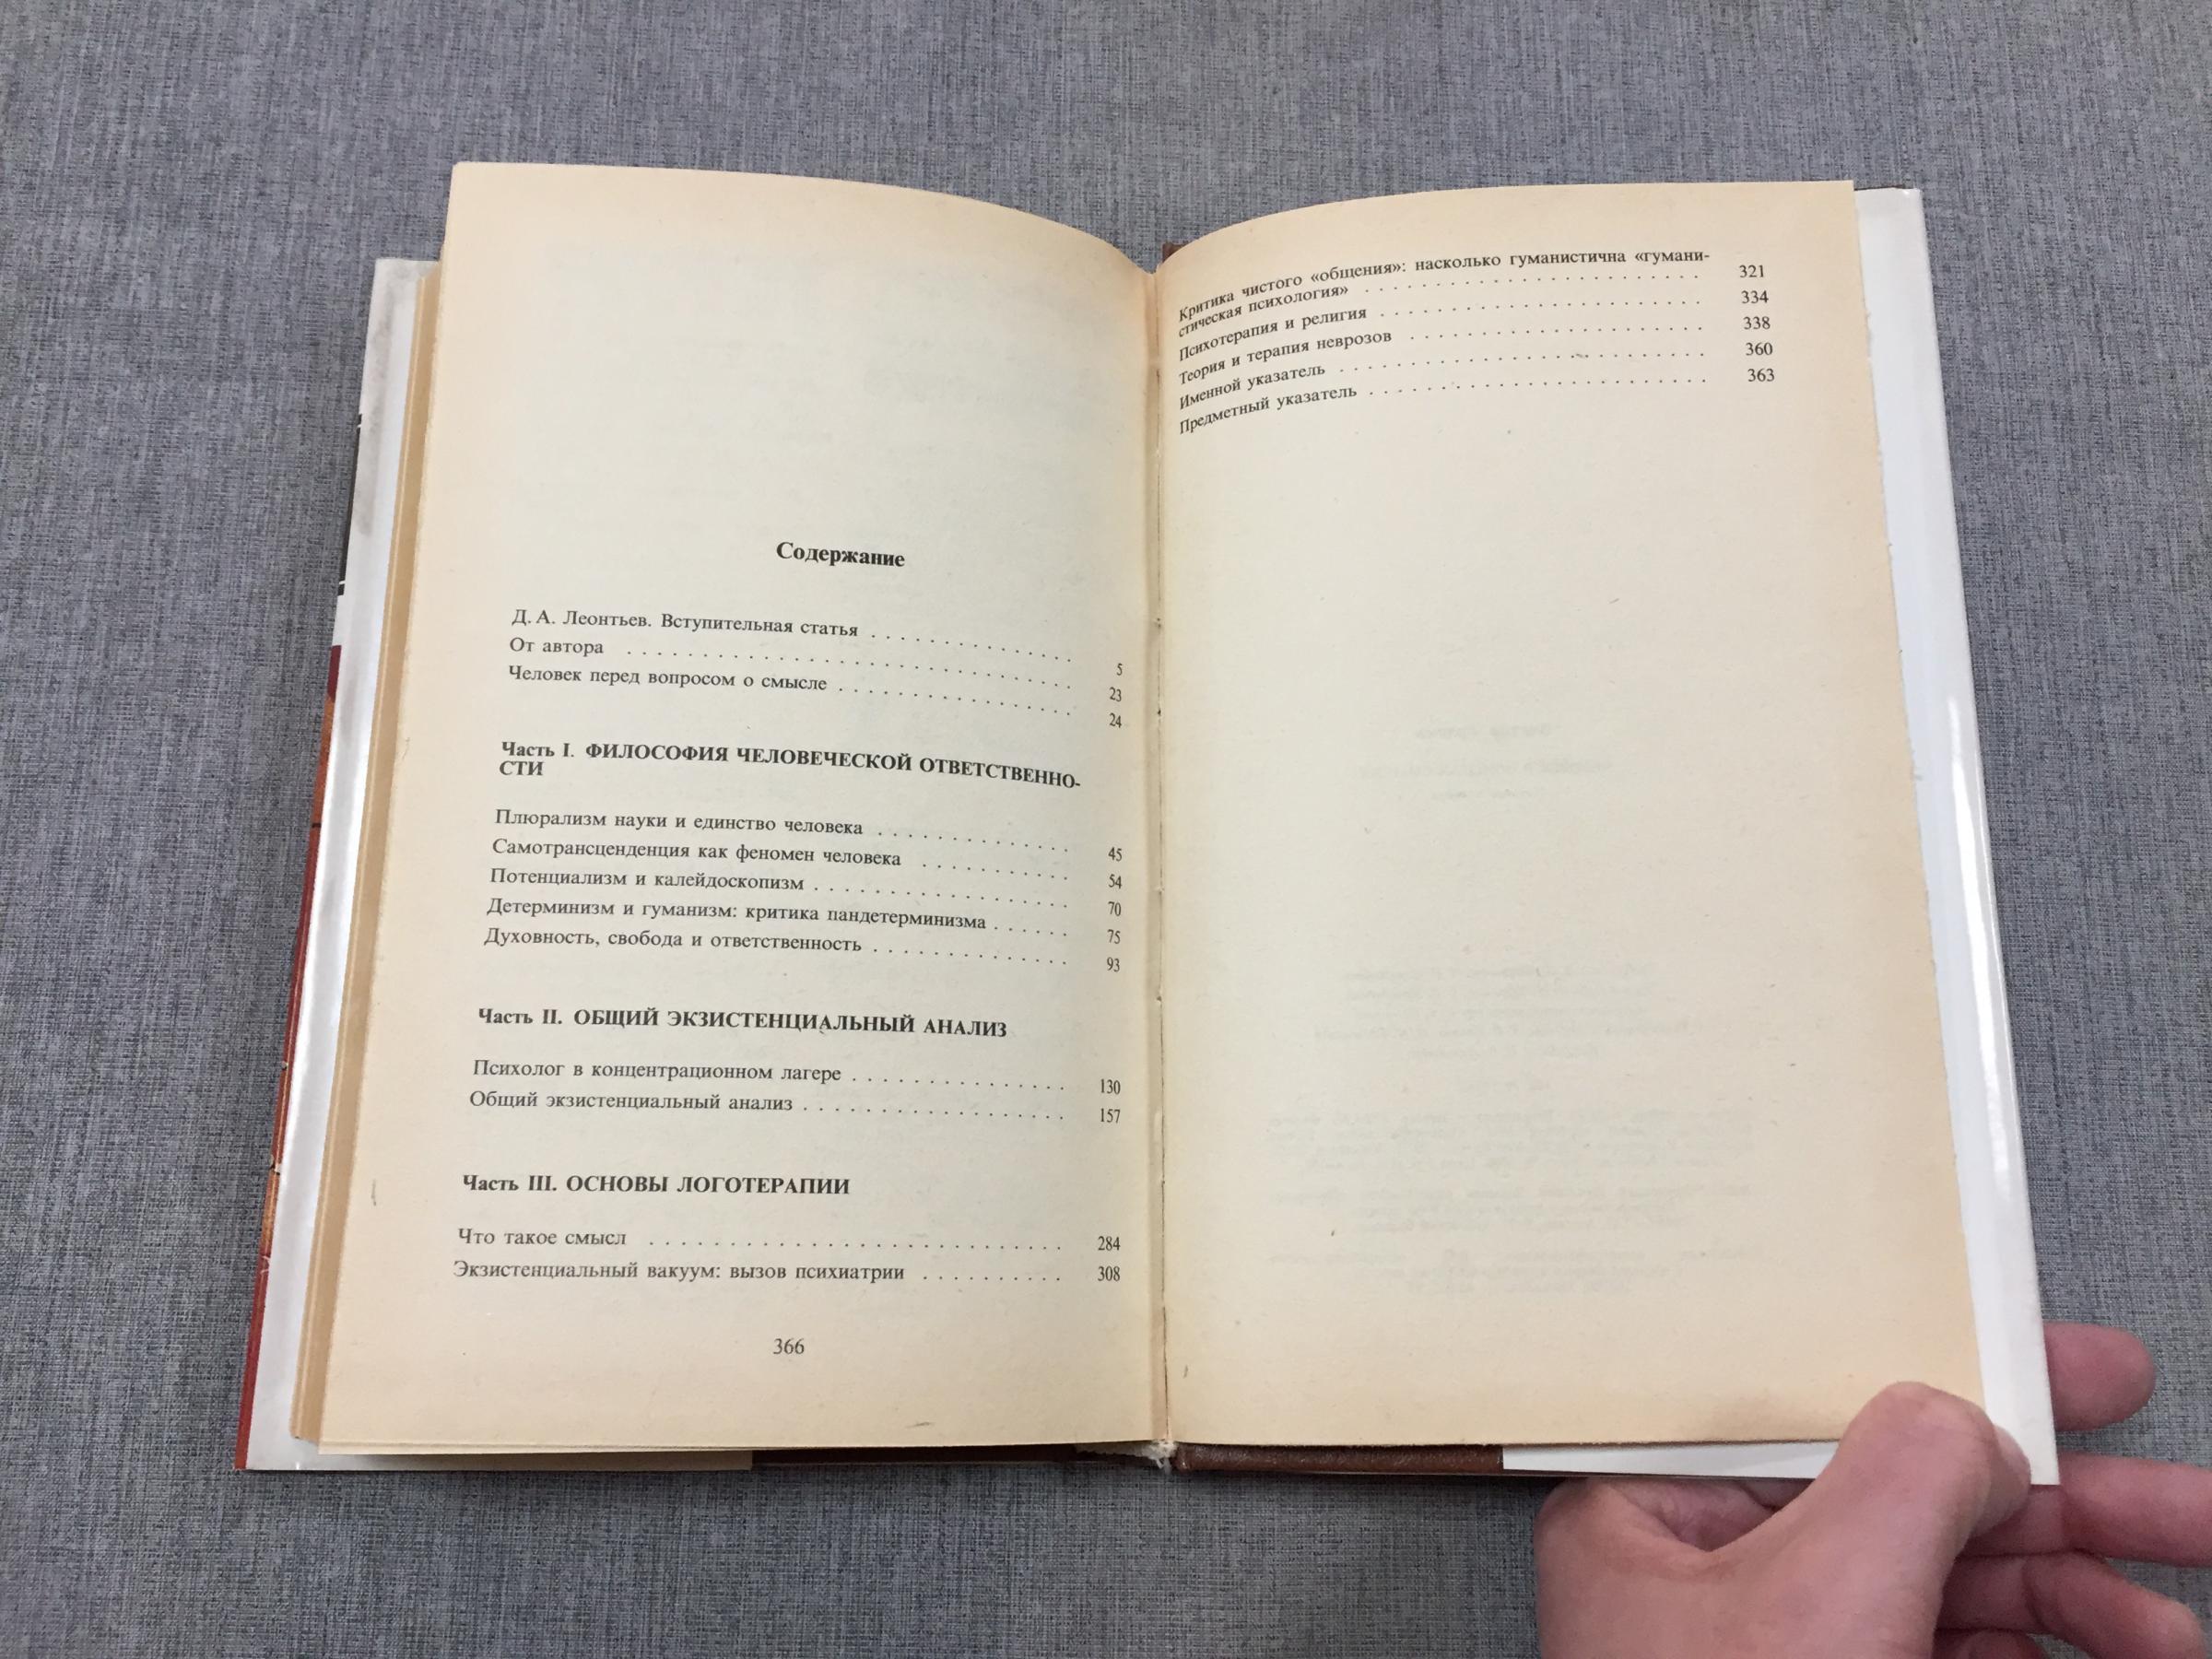 Содержание
Д. А. Леонтьев. Вступительная статья . . . . . . . . . . . . 5
От автора . . . . . . . . . . . . . . . . . . . . . . . . . . . 23
Человек перед вопросом о смысле . . . . . . . . . . . . . . 24
Часть I. ФИЛОСОФИЯ ЧЕЛОВЕЧЕСКОЙ ОТВЕТСТВЕННО-
СТИ
Плюрализм науки и единство человека . . . . . . . . . . . . 45
Самотрансценденция как феномен человека . . . . . . . . . . 54
Потенциализм и калейдоскопизм . . . . . . . . . . . . . . . 70
Детерминизм и гуманизм: критика пандетерминизма . . . . . . 75
Духовность, свобода и ответственность . . . . . . . . . . . . 93
Часть II. ОБЩИЙ ЭКЗИСТЕНЦИАЛЬНЫЙ АНАЛИЗ
Психолог в концентрационном лагере . . . . . . . . . . . . . 130
Общий экзистенциальный анализ . . . . . . . . . . . . . . . 157
Часть III. ОСНОВЫ ЛОГОТЕРАПИИ
Что такое смысл . . . . . . . . . . . . . . . . . . . . . . . 284
Экзистенциальный вакуум: вызов психиатрии . . . . . . . . . 308
366
Критика чистого «общения»: насколько гуманистична «гумани-
стическая психология» . . . . . . . . . . . . . . . . . . . . 321
Психотерапия и религия . . . . . . . . . . . . . . . . . . . 334
Теория и терапия неврозов . . . . . . . . . . . . . . . . . . 338
Именной указатель . . . . . . . . . . . . . . . . . . . . . . 360
Предметный указатель . . . . . . . . . . . . . . . . . . . . 363